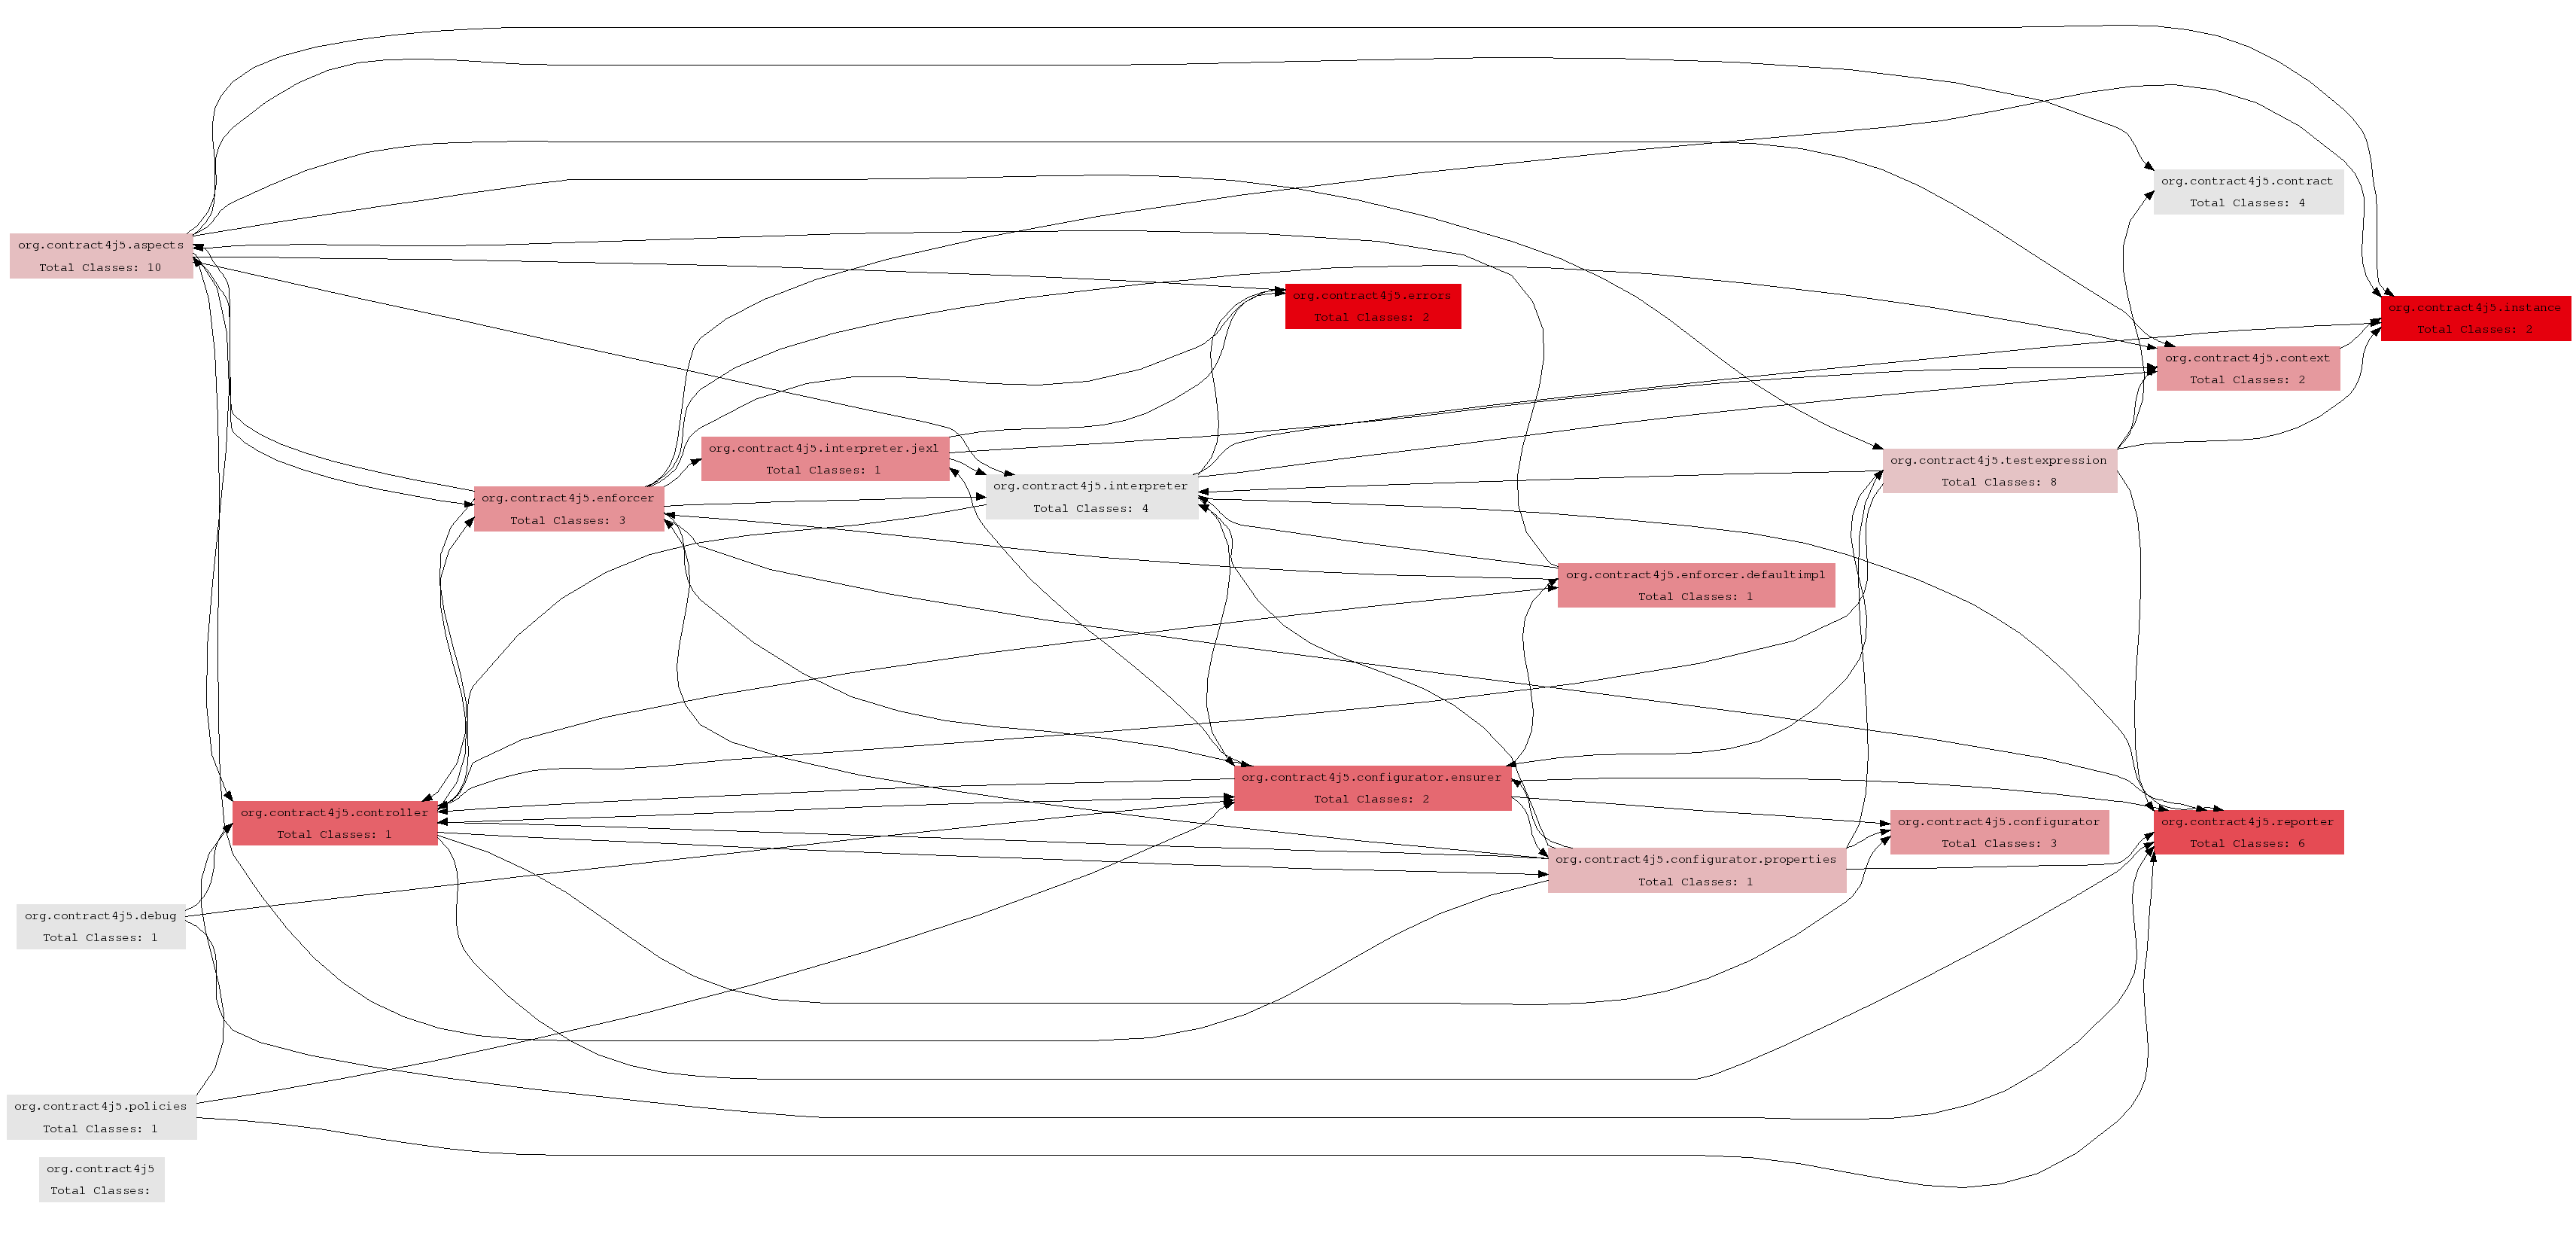 org.contract4j5.contract
Total Classes: 4
org.contract4j5.aspects
Total Classes: 10
org.contract4j5.errors
Total Classes: 2
org.contract4j5.instance
Total Classes: 2
org.contract4j5.context
Total Classes: 2
org.contract4j5.interpreter.jexl
Total Classes: 1
org.contract4j5.testexpression
Total Classes: 8
org.contract4j5.interpreter
Total Classes: 4
org.contract4j5.enforcer
Total Classes: 3
org.contract4j5.enforcer.defaultimpl
Total Classes: 1
org.contract4j5.configurator.ensurer
Total Classes: 2
org.contract4j5.controller
Total Classes: 1
org.contract4j5.configurator
Total Classes: 3
org.contract4j5.reporter
Total Classes: 6
org.contract4j5.configurator.properties
Total Classes: 1
org.contract4j5.debug
Total Classes: 1
org.contract4j5.policies
Total Classes: 1
org.contract4j5
Total Classes: